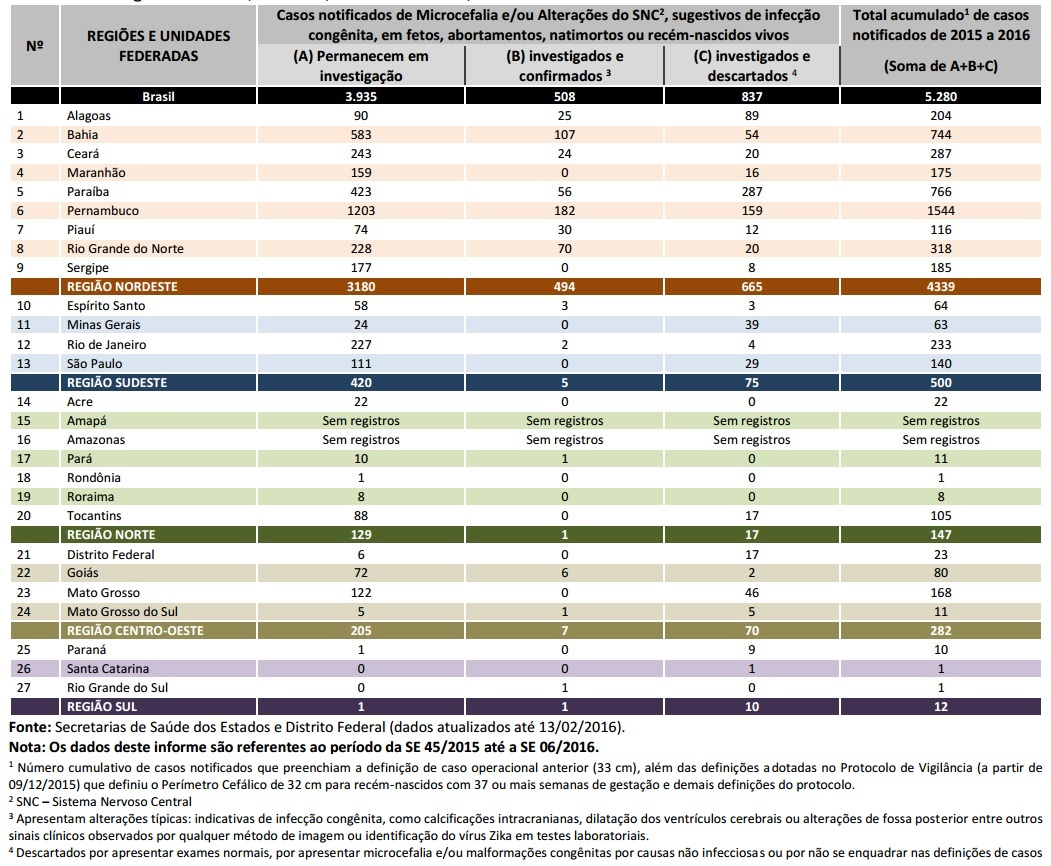 Nº REGIÕES E UNIDADES FEDERADAS Casos notificados de Microcefalia e/ou Alterações do SNC², sugestivos de infecção congênita, em fetos, abortamentos, natimortos ou recém-nascidos vivos Total acumulado¹ de casos notificados de 2015 a 2016
(A) Permanecem em investigação (B) investigados e confirmados ³ (C) investigados e descartados ⁴ (Soma de A+B+C)
Brasil 3.935 508 837 5.280
1 Alagoas 90 25 89 204
2 Bahia 583 107 54 744
3 Ceará 243 24 20 287
4 Maranhão 159 0 16 175
5 Paraíba 423 56 287 766
6 Pernambuco 1203 182 159 1544
7 Piauí 74 30 12 116
8 Rio Grande do Norte 228 70 20 318
9 Sergipe 177 0 8 185
REGIÃO NORDESTE 3180 494 665 4339
10 Espírito Santo 58 3 3 64
11 Minas Gerais 24 0 39 63
12 Rio de Janeiro 227 2 4 233
13 São Paulo 111 0 29 140
REGIÃO SUDESTE 420 5 75 500
14 Acre 22 0 0 22
15 Amapá Sem registros Sem registros Sem registros Sem registros
16 Amazonas Sem registros Sem registros Sem registros Sem registros
17 Pará 10 1 0 11
18 Rondônia 1 0 0 1
19 Roraima 8 0 0 8
20 Tocantins 88 0 17 105
REGIÃO NORTE 129 1 17 147
21 Distrito Federal 6 0 17 23
22 Goiás 72 6 2 80
23 Mato Grosso 122 0 46 168
24 Mato Grosso do Sul 5 1 5 11
REGIÃO CENTRO-OESTE 205 7 70 282
25 Paraná 1 0 9 10
26 Santa Catarina 0 0 1 1
27 Rio Grande do Sul 0 1 0 1
REGIÃO SUL 1 1 10 12
Fonte: Secretarias de Saúde dos Estados e Distrito Federal (dados atualizados até 13/02/2016).
Nota: Os dados deste informe são referentes ao período da SE 45/2015 até a SE 06/2016.
¹ Número cumulativo de casos notificados que preenchiam a definição de caso operacional anterior (33 cm), além das definições adotadas no Protocolo de Vigilância (a partir de
09/12/2015) que definiu o Perímetro Cefálico de 32 cm para recém-nascidos com 37 ou mais semanas de gestação e demais definições do protocolo.
² SNC – Sistema Nervoso Central
³ Apresentam alterações típicas: indicativas de infecção congênita, como calcificações intracranianas, dilatação dos ventrículos cerebrais ou alterações de fossa posterior entre outros
sinais clínicos observados por qualquer método de imagem ou identificação do vírus Zika em testes laboratoriais.
⁴ Descartados por apresentar exames normais, por apresentar microcefalia e/ou malformações congênitas por causas não infecciosas ou por não se enquadrar nas definições de casos